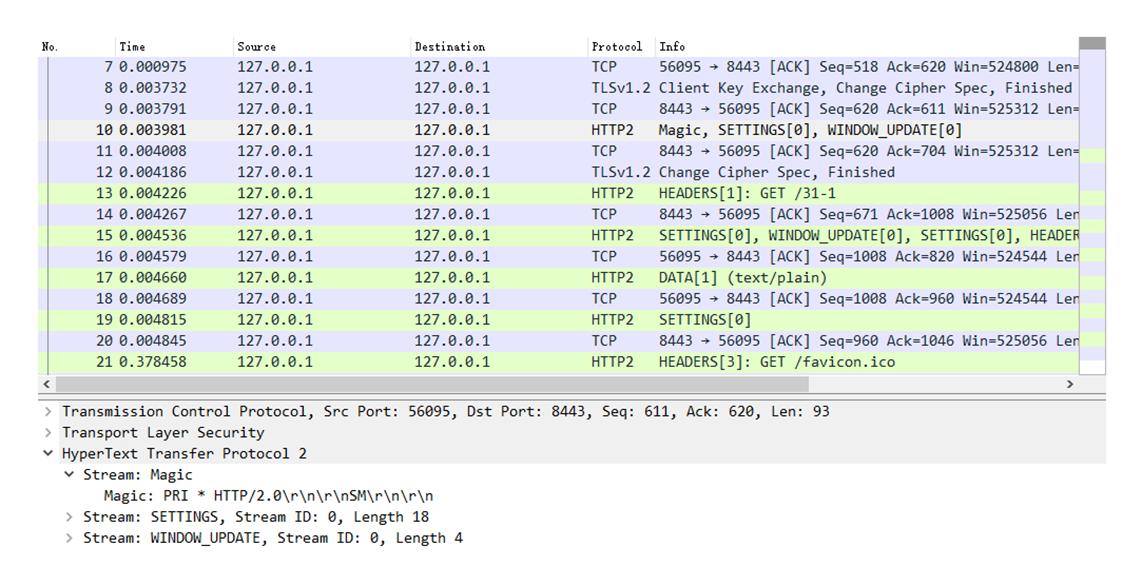 No. Time Source Destination Protocol Info
7 0.000975 127.0.0.1 127.0.0.1 TCP 56095 → 8443 [ACK] Seq=518 Ack=620 Win=524800 Len=
8 0.003732 127.0.0.1 127.0.0.1 TLSv1.2 Client Key Exchange, Change Cipher Spec, Finished
9 0.003791 127.0.0.1 127.0.0.1 TCP 8443 → 56095 [ACK] Seq=620 Ack=611 Win=525312 Len=
10 0.003981 127.0.0.1 127.0.0.1 HTTP2 Magic, SETTINGS[0], WINDOW_UPDATE[0]
11 0.004008 127.0.0.1 127.0.0.1 TCP 8443 → 56095 [ACK] Seq=620 Ack=704 Win=525312 Len=
12 0.004186 127.0.0.1 127.0.0.1 TLSv1.2 Change Cipher Spec, Finished
13 0.004226 127.0.0.1 127.0.0.1 HTTP2 HEADERS[1]: GET /31-1
14 0.004267 127.0.0.1 127.0.0.1 TCP 8443 → 56095 [ACK] Seq=671 Ack=1008 Win=525056 Len
15 0.004536 127.0.0.1 127.0.0.1 HTTP2 SETTINGS[0], WINDOW_UPDATE[0], SETTINGS[0], HEADER
16 0.004579 127.0.0.1 127.0.0.1 TCP 56095 → 8443 [ACK] Seq=1008 Ack=820 Win=524544 Len
17 0.004660 127.0.0.1 127.0.0.1 HTTP2 DATA[1] (text/plain)
18 0.004689 127.0.0.1 127.0.0.1 TCP 56095 → 8443 [ACK] Seq=1008 Ack=960 Win=524544 Len
19 0.004815 127.0.0.1 127.0.0.1 HTTP2 SETTINGS[0]
20 0.004845 127.0.0.1 127.0.0.1 TCP 8443 → 56095 [ACK] Seq=960 Ack=1046 Win=525056 Len
21 0.378458 127.0.0.1 127.0.0.1 HTTP2 HEADERS[3]: GET /favicon.ico
Transmission Control Protocol, Src Port: 56095, Dst Port: 8443, Seq: 611, Ack: 620, Len: 93
Transport Layer Security
HyperText Transfer Protocol 2
Stream: Magic
Magic: PRI * HTTP/2.0\r\n\r\nSM\r\n\r\n
Stream: SETTINGS, Stream ID: 0, Length 18
Stream: WINDOW_UPDATE, Stream ID: 0, Length 4